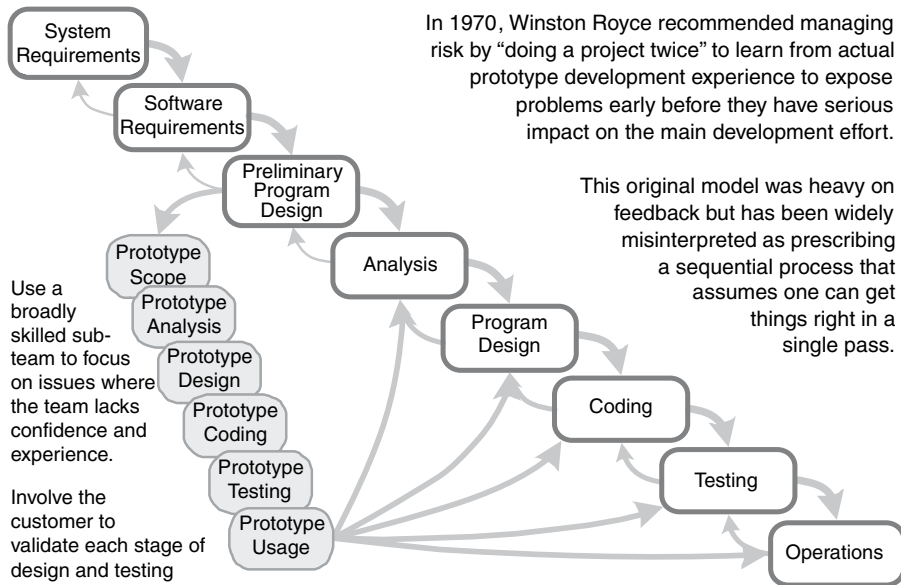 System
Requirements
Software
Requirements
Preliminary
Program
Design
Analysis
Program
Design
Coding
Testing
Operations
Prototype
Scope
Prototype
Analysis
Prototype
Design
Prototype
Coding
Prototype
Testing
Prototype
Usage
In 1970, Winston Royce recommended managing
risk by “doing a project twice” to learn from actual
prototype development experience to expose
problems early before they have serious
impact on the main development effort.
This original model was heavy on
feedback but has been widely
misinterpreted as prescribing
a sequential process that
assumes one can get
things right in a
single pass.
Use a
broadly
skilled sub-
team to focus
on issues where
the team lacks
confidence and
experience.
Involve the
customer to
validate each stage of
design and testing